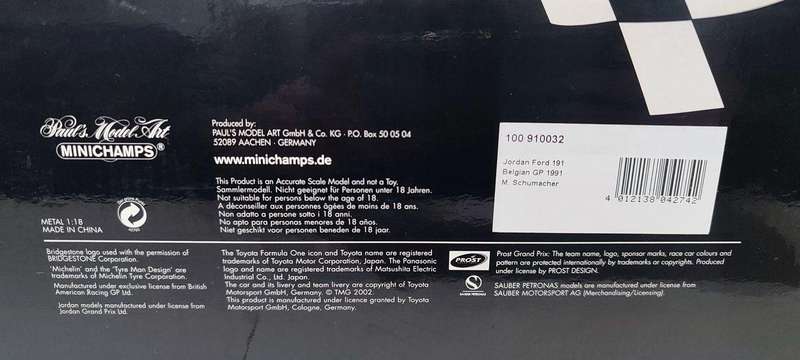 Paul's Model Art
MINICHAMPS®
METAL 1:18
MADE IN CHINA
Produced by:
PAUL'S MODEL ART GmbH & Co. KG · P.O. Box 50 05 04
52089 AACHEN · GERMANY
www.minichamps.de
This Product is an Accurate Scale Model and not a Toy.
Sammlermodell. Nicht geeignet für Personen unter 18 Jahren.
Not suitable for persons below the age of 18.
A déconseiller aux personnes âgées de moins de 18 ans.
Non adatto a persone sotto i 18 anni.
No apto para personas menores de 18 años.
Niet geschikt voor personen beneden de 18 jaar.
100 910032
Jordan Ford 191
Belgian GP 1991
M. Schumacher
4 012138 042742
Bridgestone logo used with the permission of
BRIDGESTONE Corporation.
'Michelin' and the 'Tyre Man Design' are
trademarks of Michelin Tyre Corporation.
Manufactured under exclusive license from British
American Racing GP Ltd.
Jordan models manufactured under license from
Jordan Grand Prix Ltd.
The Toyota Formula One icon and Toyota name are registered
trademarks of Toyota Motor Corporation, Japan. The Panasonic
logo and name are registered trademarks of Matsushita Electric
Industrial Co., Ltd. Japan.
The car and its livery and team livery are copyright of Toyota
Motorsport GmbH, Germany. © TMG 2002.
This product is manufactured under licence granted by Toyota
Motorsport GmbH, Cologne, Germany.
PROST
Prost Grand Prix: The team name, logo, sponsor marks, race car colours and
pattern are protected internationally by trademarks or copyrights. Produced
under license by PROST DESIGN.
SAUBER PETRONAS
SAUBER PETRONAS models are manufactured under license from
SAUBER MOTORSPORT AG (Merchandising/Licensing).